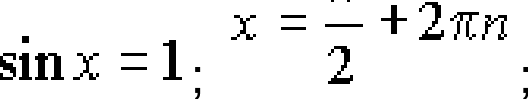 sin x = 1; x = π/2 + 2πn;